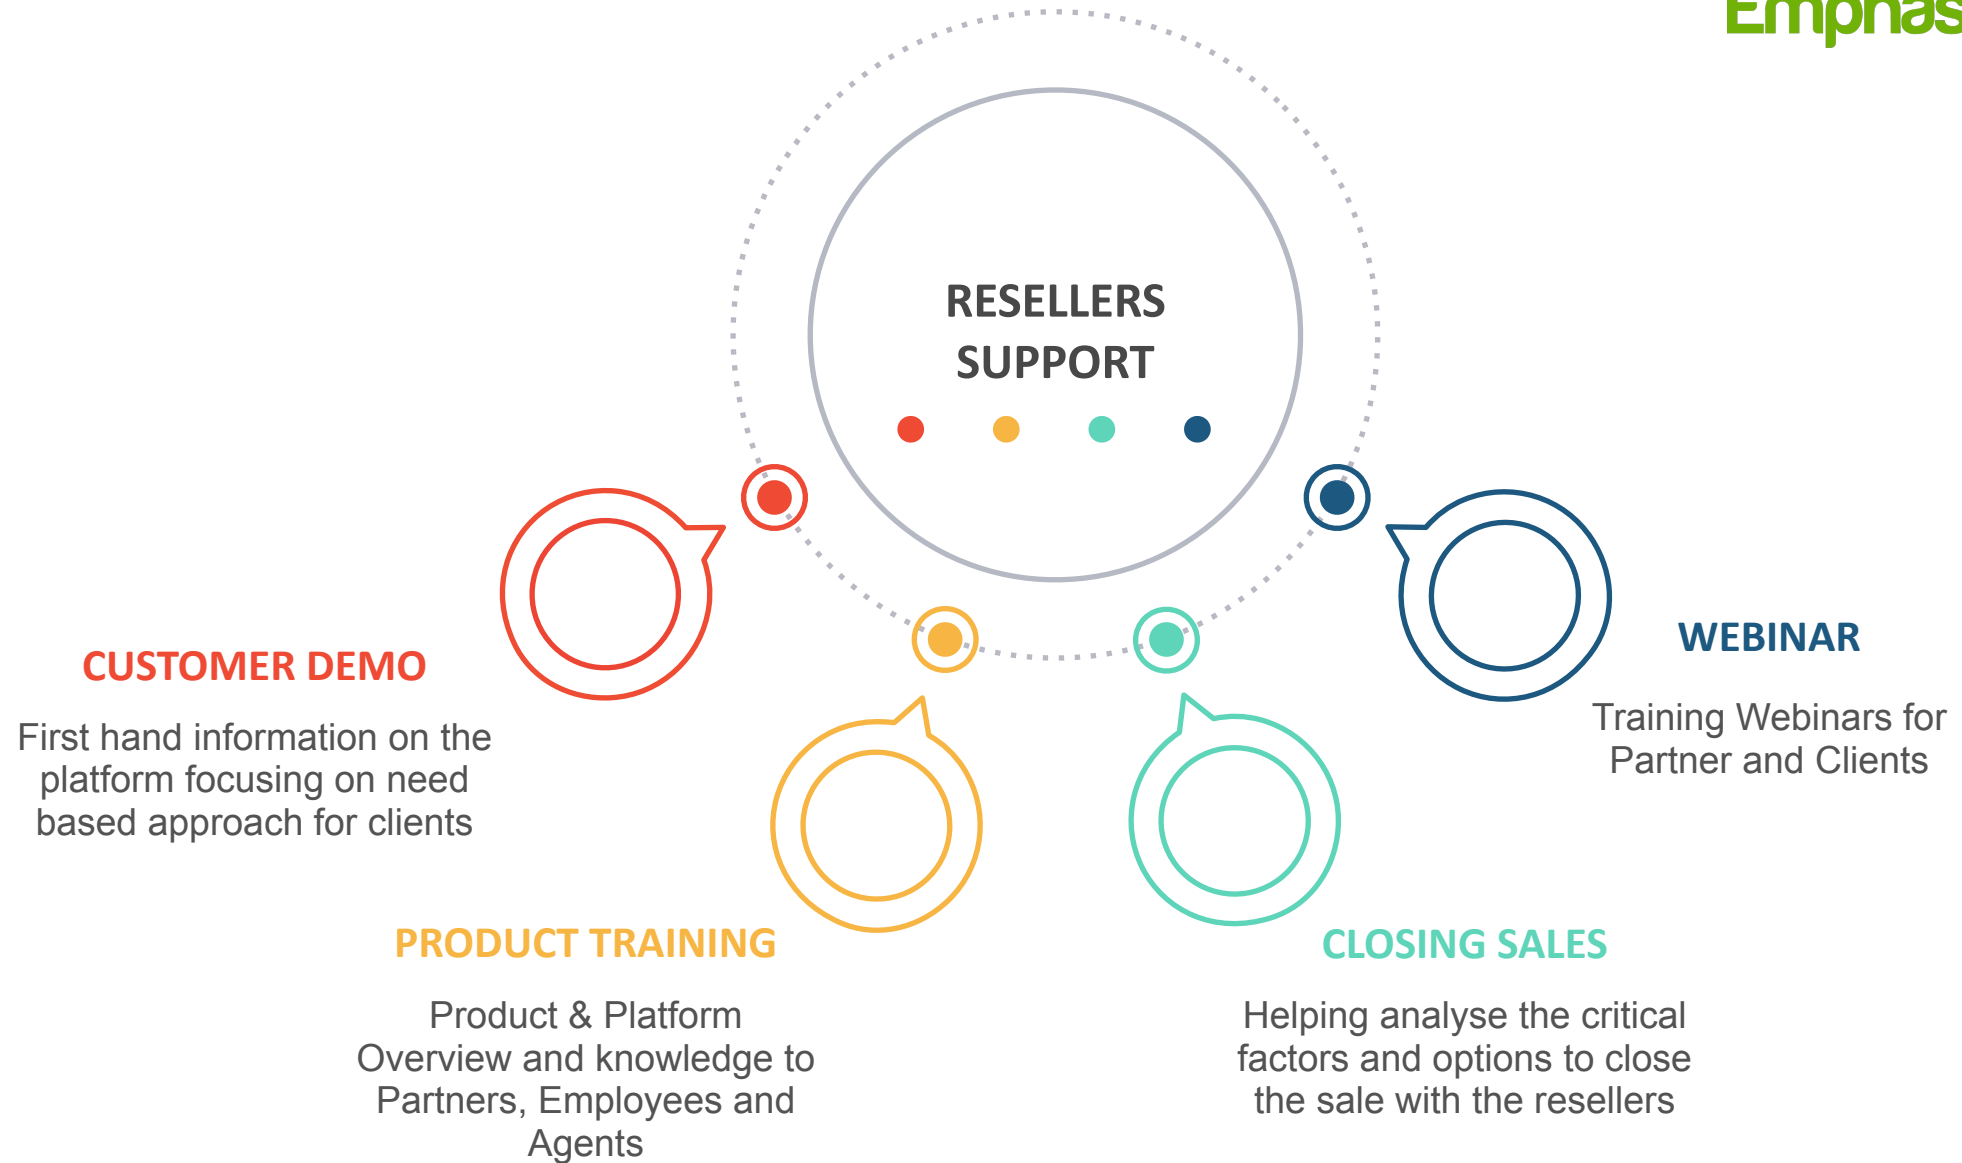 RESELLERS
SUPPORT
CUSTOMER DEMO
First hand information on the
platform focusing on need
based approach for clients
PRODUCT TRAINING
Product & Platform
Overview and knowledge to
Partners, Employees and
Agents
CLOSING SALES
Helping analyse the critical
factors and options to close
the sale with the resellers
WEBINAR
Training Webinars for
Partner and Clients